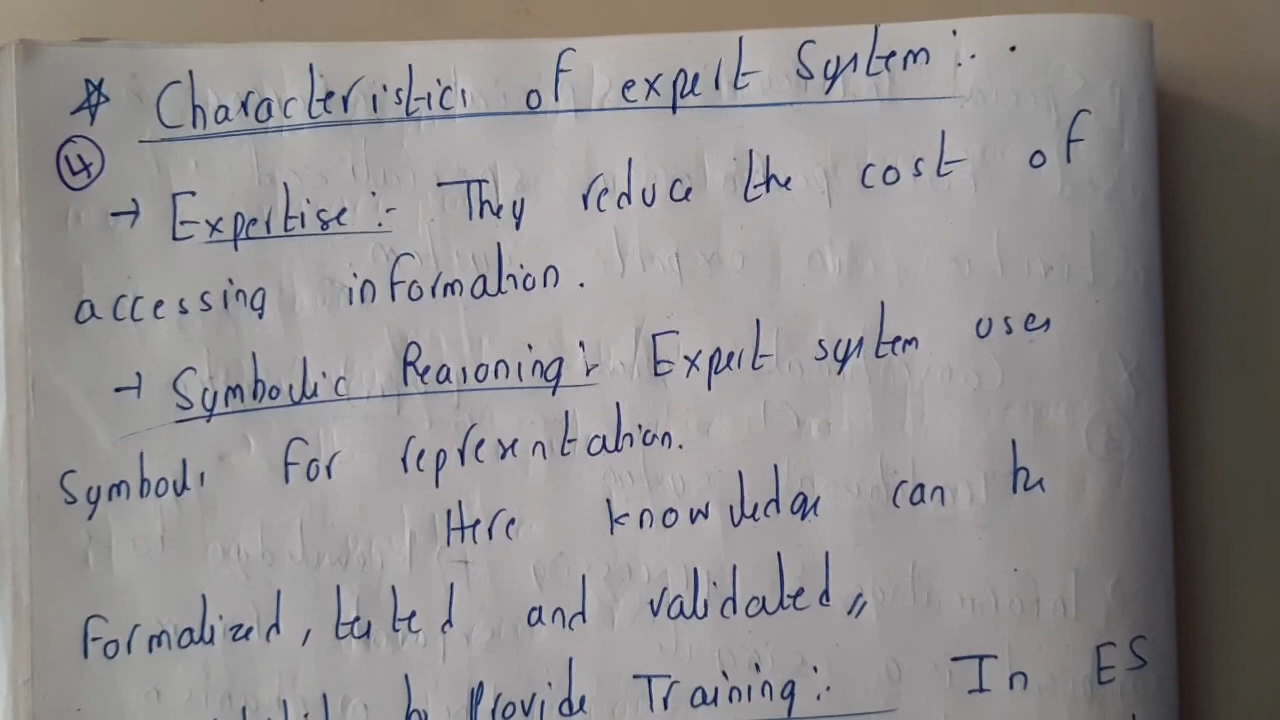 * Characteristics of expert System:-
④
→ Expertise:- They reduce the cost of
accessing information.
→ Symbolic Reasoning:- Expert system uses
Symbols for representation.
Here knowledge can be
Formalized, tested and validated,,
to Provide Training:- In ES